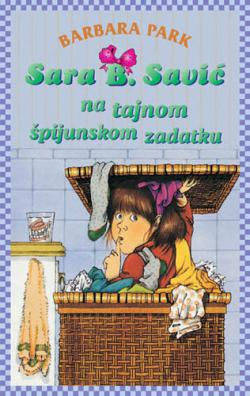 BARBARA PARK
Sara B. Savić
na tajnom
špijunskom zadatku